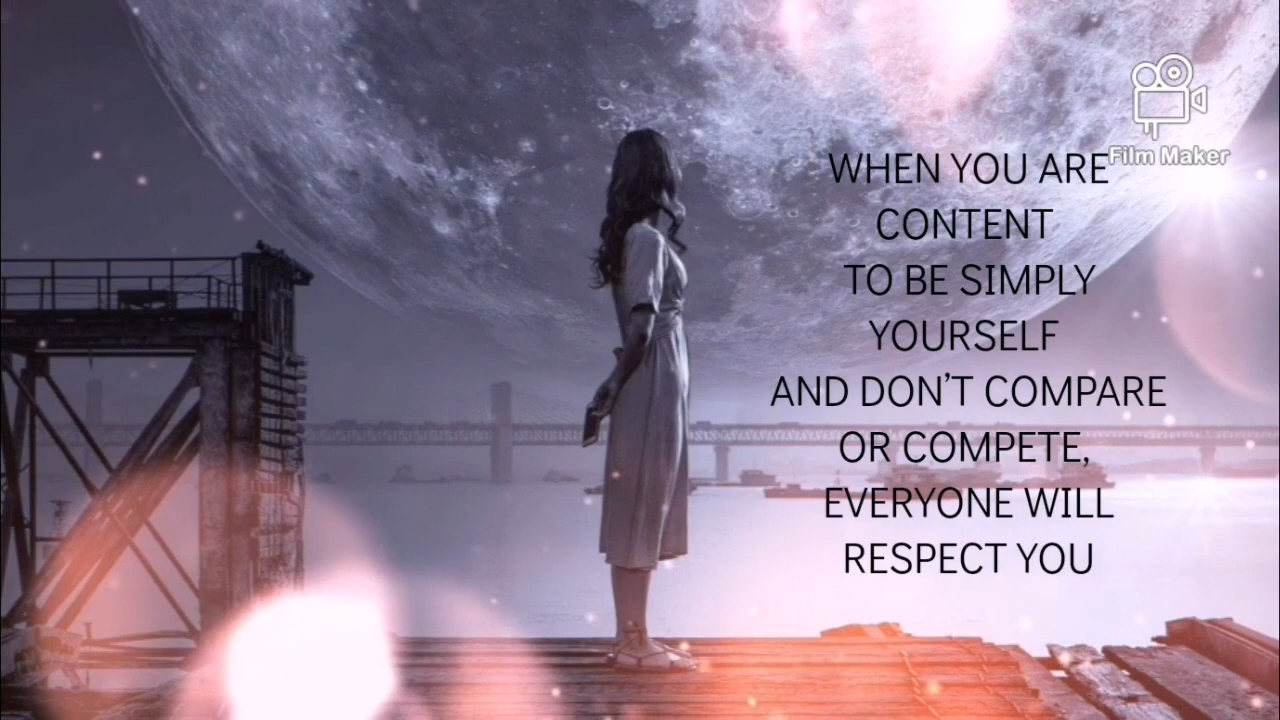 Film Maker
WHEN YOU ARE
CONTENT
TO BE SIMPLY
YOURSELF
AND DON'T COMPARE
OR COMPETE,
EVERYONE WILL
RESPECT YOU